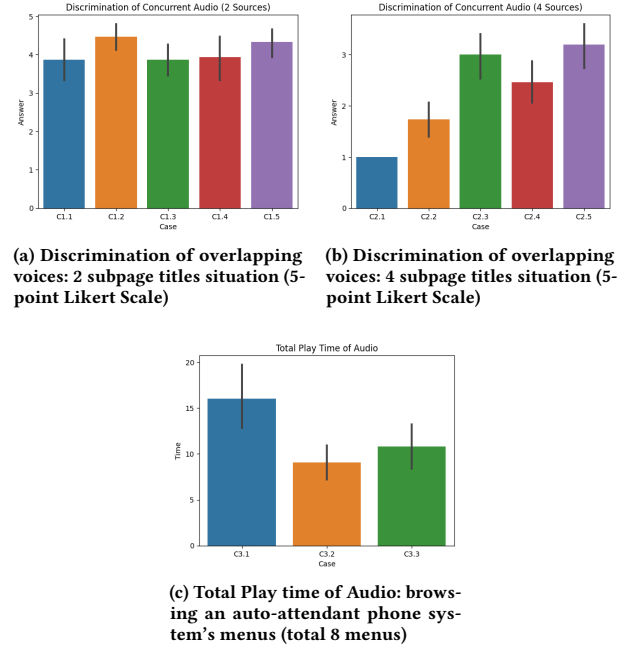 Discrimination of Concurrent Audio (2 Sources)
5
4
3
2
1
0
Answer
C1.1 C1.2 C1.3 C1.4 C1.5
Case
(a) Discrimination of overlapping
voices: 2 subpage titles situation (5-
point Likert Scale)
Discrimination of Concurrent Audio (4 Sources)
3
2
1
0
Answer
C2.1 C2.2 C2.3 C2.4 C2.5
Case
(b) Discrimination of overlapping
voices: 4 subpage titles situation (5-
point Likert Scale)
Total Play Time of Audio
20
15
10
5
0
Time
C3.1 C3.2 C3.3
Case
(c) Total Play time of Audio: brows-
ing an auto-attendant phone sys-
tem's menus (total 8 menus)